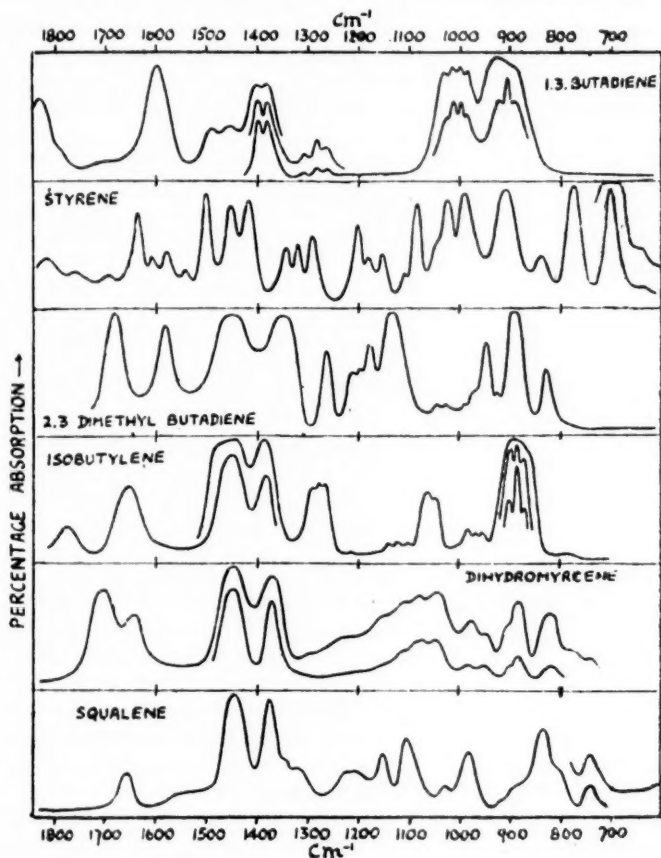 Cm⁻¹
1800 1700 1600 1500 1400 1300 1200 1100 1000 900 800 700
1.3. BUTADIENE
STYRENE
2.3 DIMETHYL BUTADIENE
ISOBUTYLENE
DIHYDROMYRCENE
SQUALENE
PERCENTAGE ABSORPTION →
1800 1700 1600 1500 1400 1300 1200 1100 1000 900 800 700
Cm⁻¹